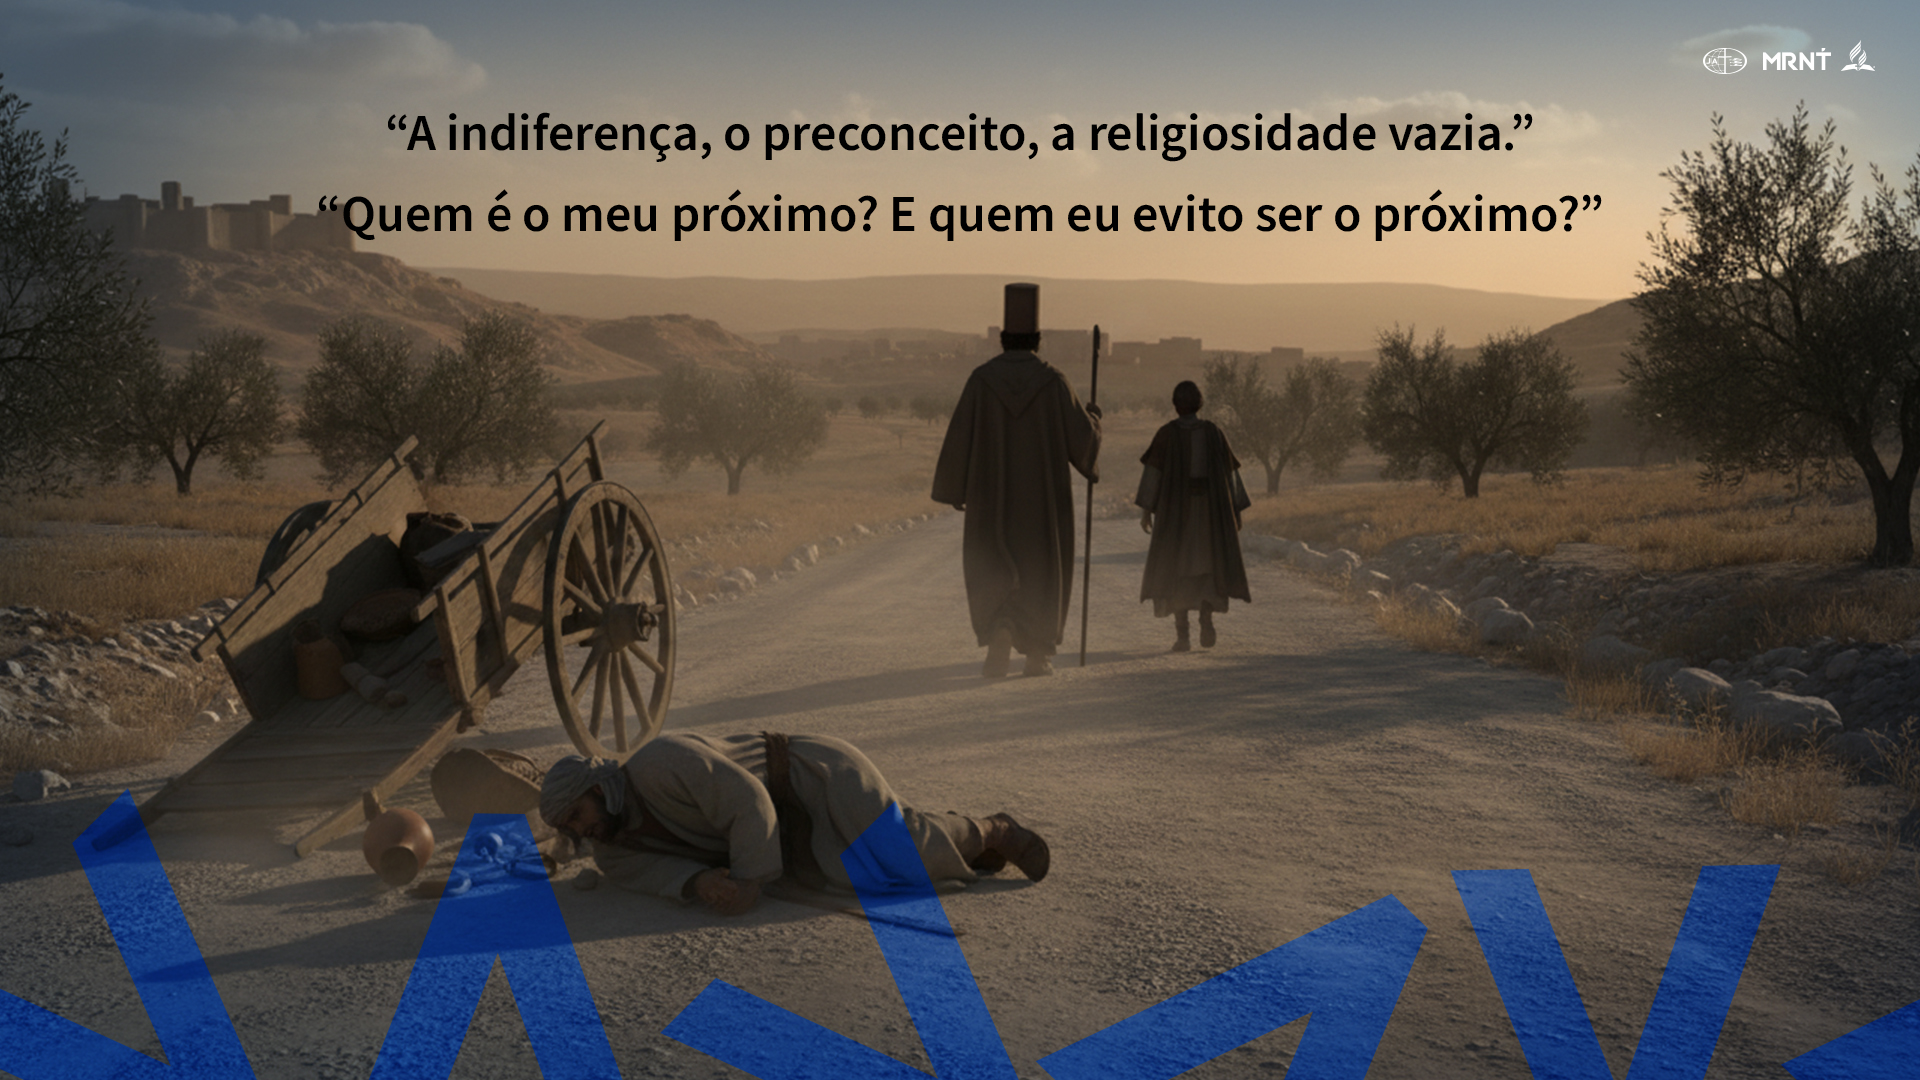 MRNT
“A indiferença, o preconceito, a religiosidade vazia.”
“Quem é o meu próximo? E quem eu evito ser o próximo?”